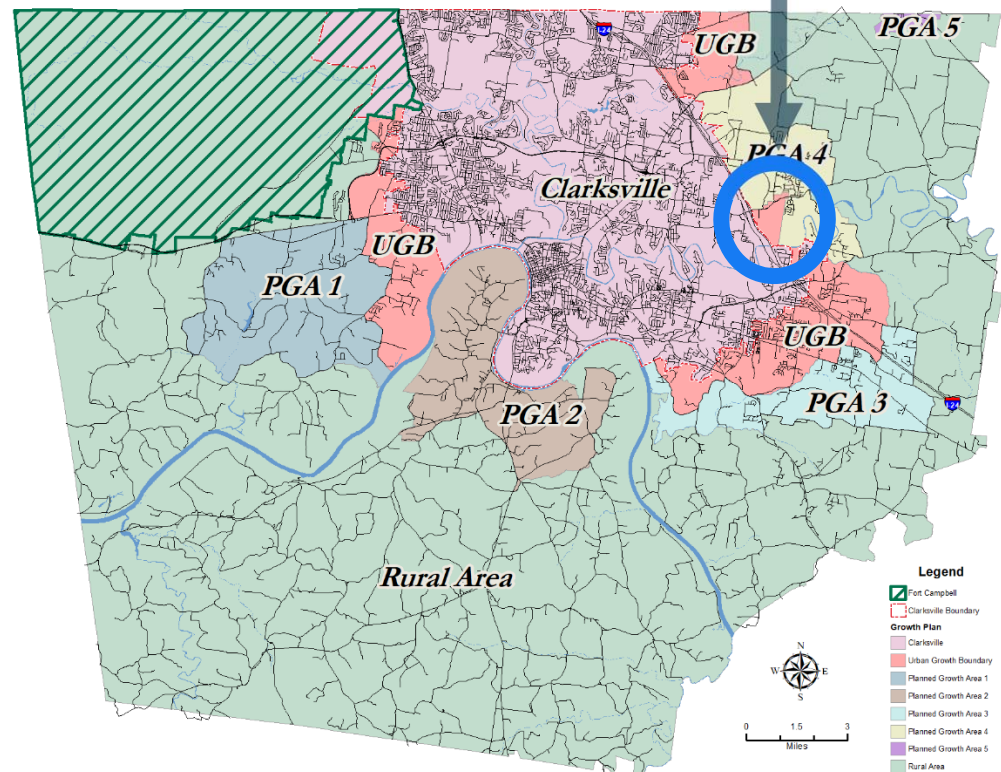 24
UGB
PGA 5
PGA 4
Clarksville
UGB
PGA 1
UGB
PGA 3
PGA 2
24
Rural Area
N
W
E
S
0 1.5 3
Miles
Legend
Fort Campbell
Clarksville Boundary
Growth Plan
Clarksville
Urban Growth Boundary
Planned Growth Area 1
Planned Growth Area 2
Planned Growth Area 3
Planned Growth Area 4
Planned Growth Area 5
Rural Area